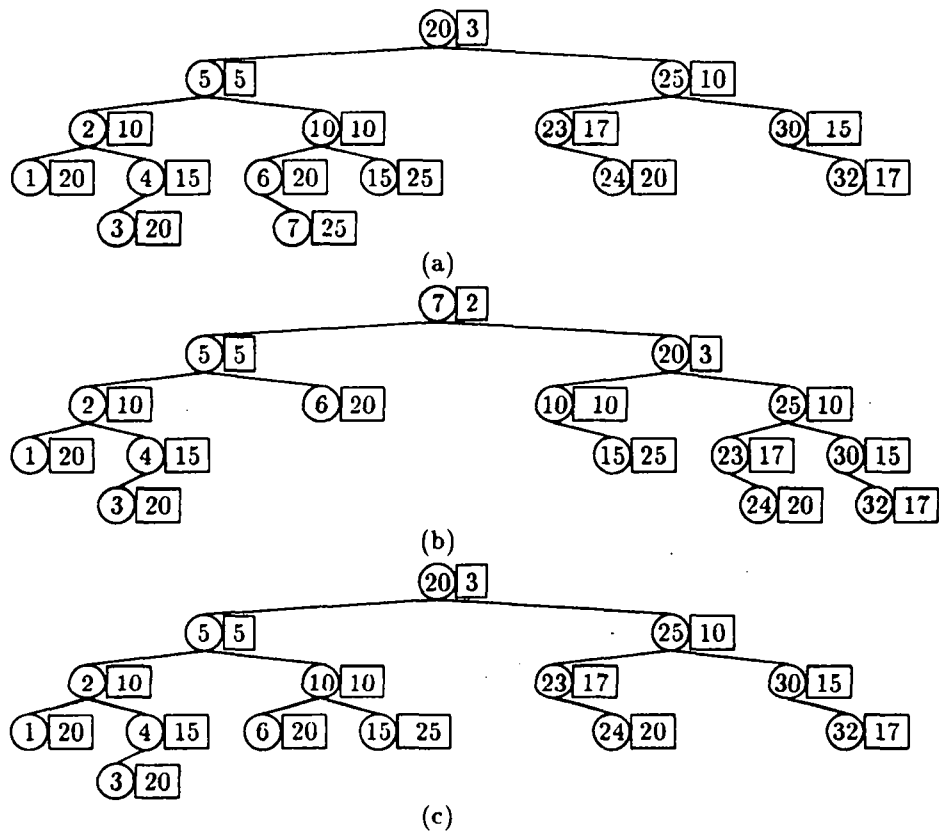 20 3
5 5 25 10
2 10 10 10 23 17 30 15
1 20 4 15 6 20 15 25 24 20 32 17
3 20 7 25
(a)
7 2
5 5 20 3
2 10 6 20 10 10 25 10
1 20 4 15 15 25 23 17 30 15
3 20 24 20 32 17
(b)
20 3
5 5 25 10
2 10 10 10 23 17 30 15
1 20 4 15 6 20 15 25 24 20 32 17
3 20
(c)